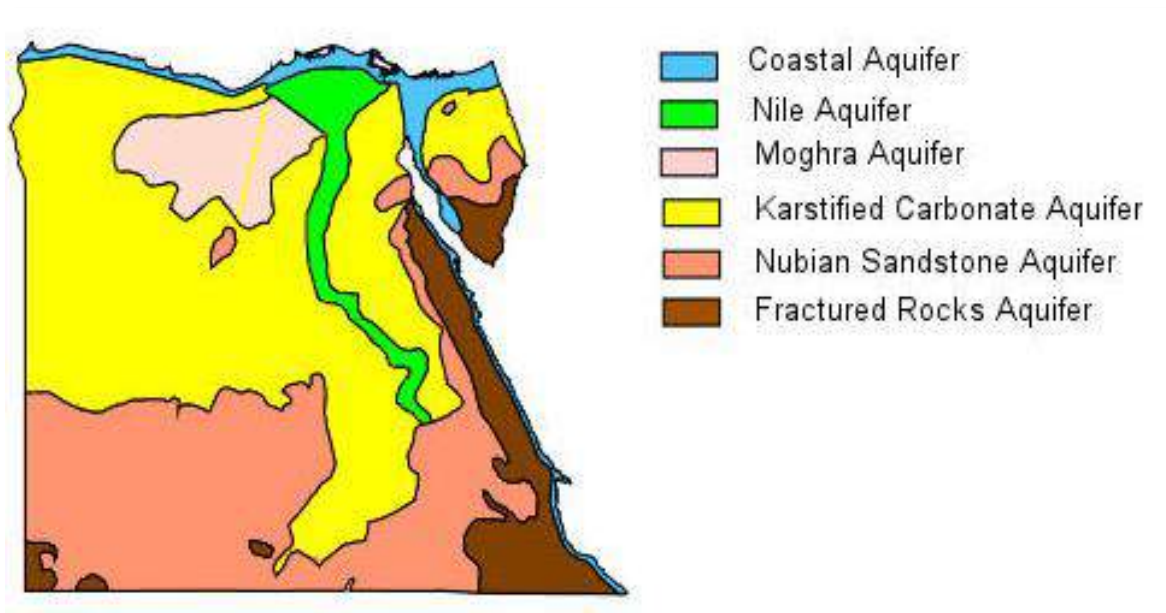 Coastal Aquifer
Nile Aquifer
Moghra Aquifer
Karstified Carbonate Aquifer
Nubian Sandstone Aquifer
Fractured Rocks Aquifer